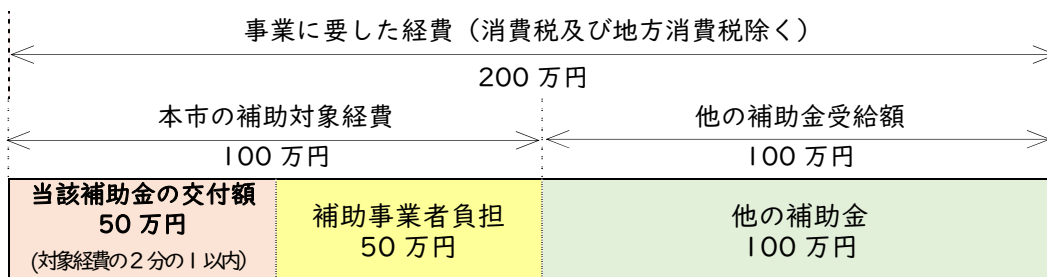 事業に要した経費（消費税及び地方消費税除く）
200 万円
本市の補助対象経費
100 万円
他の補助金受給額
100 万円
当該補助金の交付額
50 万円
(対象経費の2分の1以内)
補助事業者負担
50 万円
他の補助金
100 万円